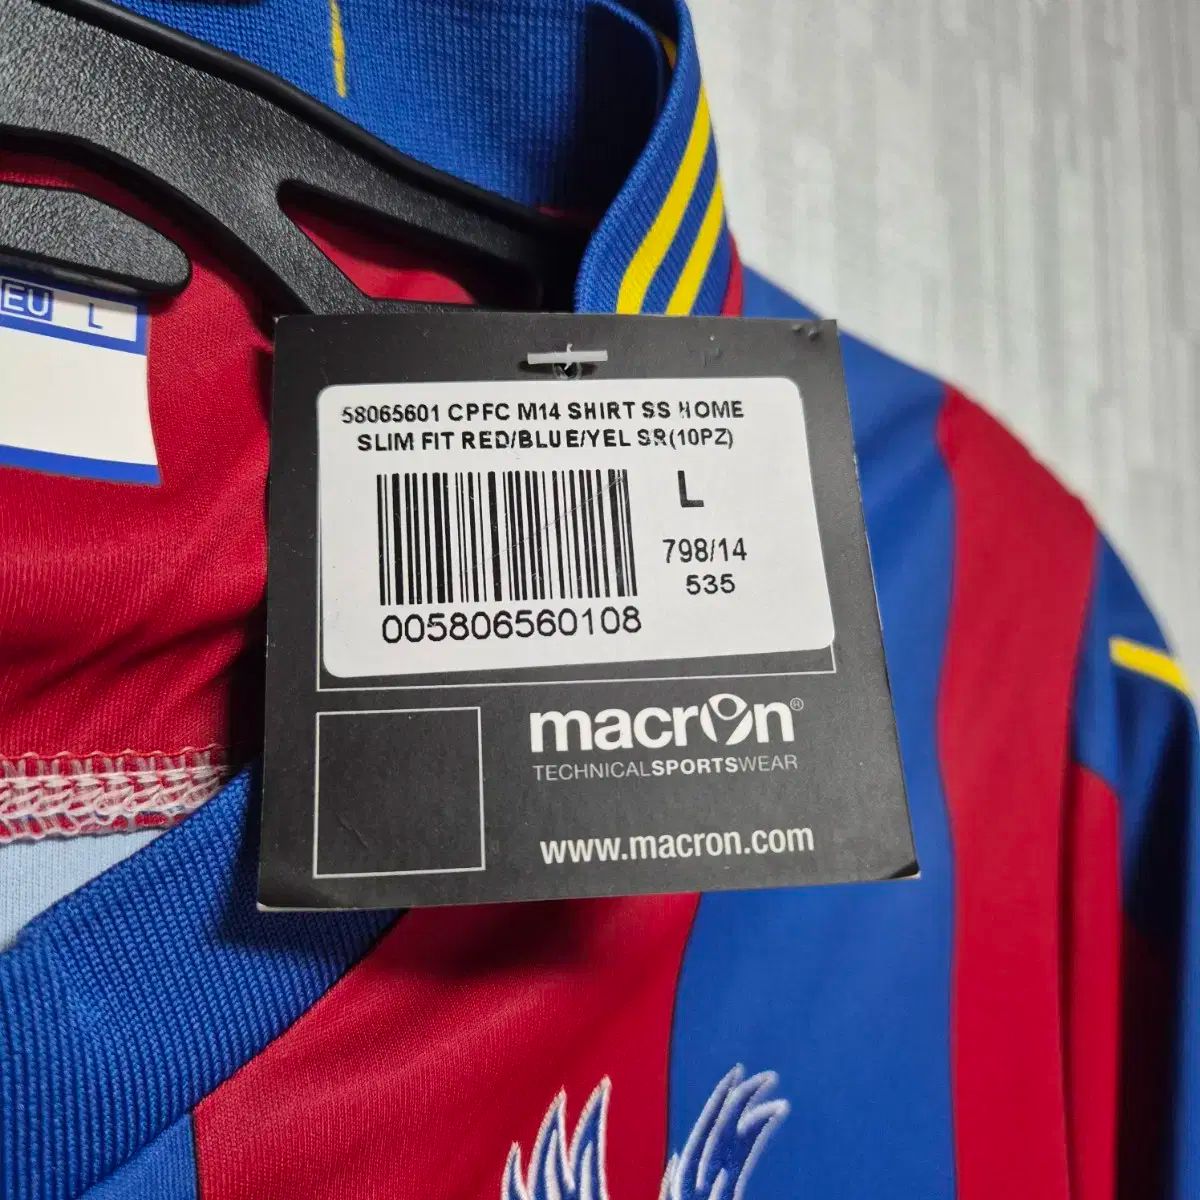 EU L
58065601 CPFC M14 SHIRT SS HOME
SLIM FIT RED/BLUE/YEL SR(10PZ)
L
798/14
535
005806560108
macron®
TECHNICALSPORTSWEAR
www.macron.com